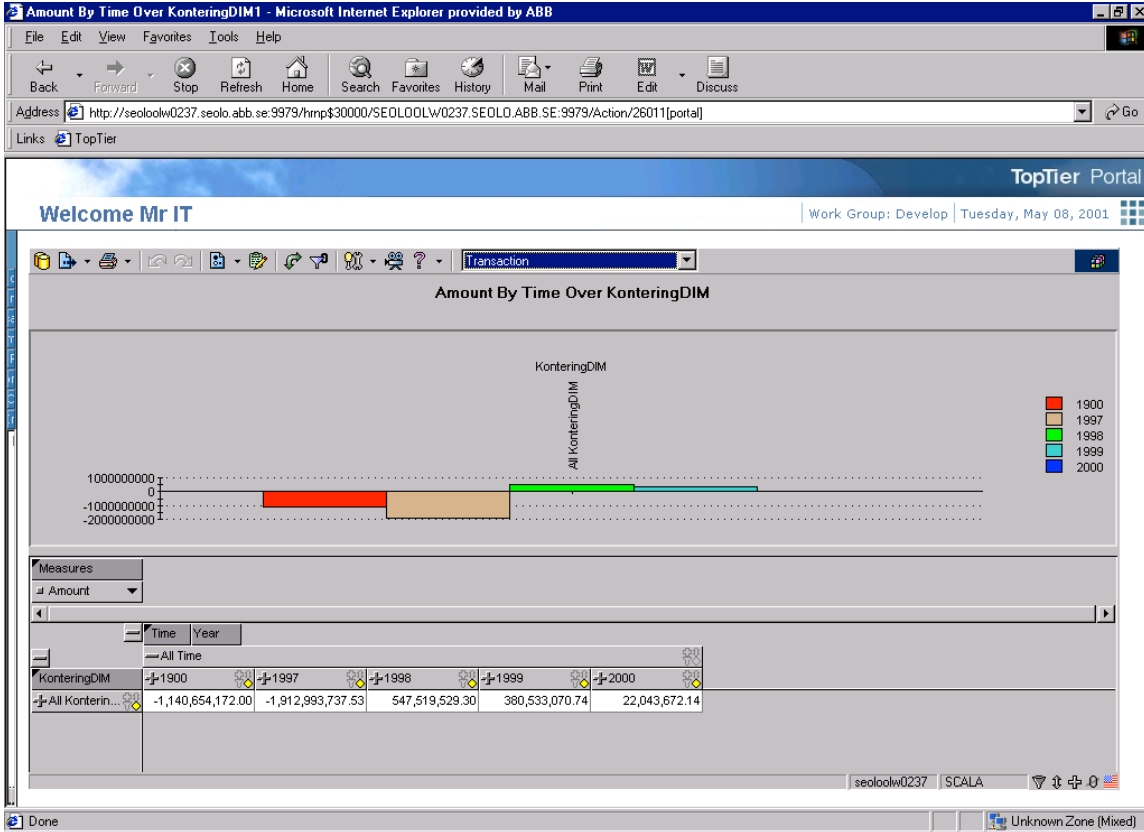 Amount By Time Over KonteringDIM1 - Microsoft Internet Explorer provided by ABB
File Edit View Favorites Tools Help
Back Forward Stop Refresh Home Search Favorites History Mail Print Edit Discuss
Address http://seoloolw0237.seolo.abb.se:9979/hrnp$30000/SEOLOOLW0237.SEOLO.ABB.SE:9979/Action/26011[portal] Go
Links TopTier
TopTier Portal
Welcome Mr IT Work Group: Develop Tuesday, May 08, 2001
Transaction
Amount By Time Over KonteringDIM
KonteringDIM
All KonteringDIM
1900
1997
1998
1999
2000
1000000000
0
-1000000000
-2000000000
Measures
Amount
Time Year
All Time
KonteringDIM 1900 1997 1998 1999 2000
All Konterin... -1,140,654,172.00 -1,912,993,737.53 547,519,529.30 380,533,070.74 22,043,672.14
seoloolw0237 SCALA
Done Unknown Zone (Mixed)